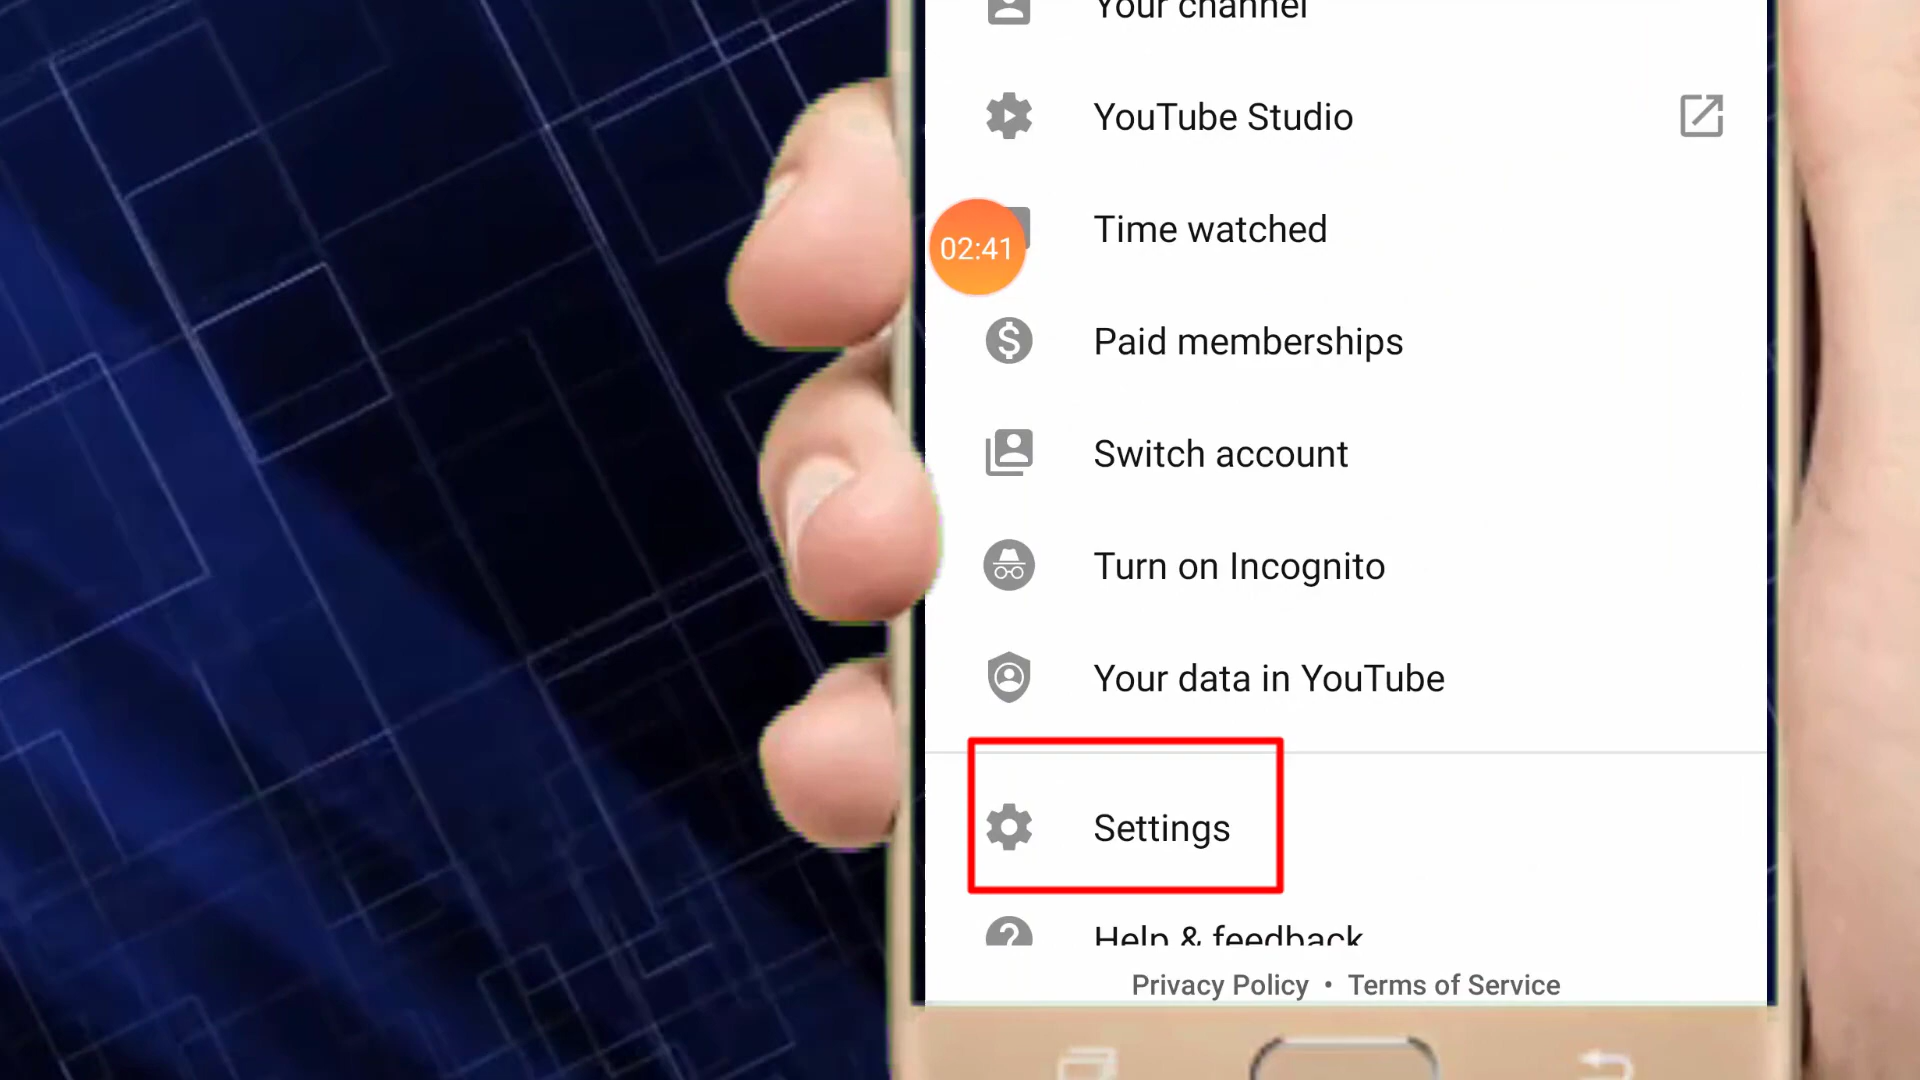 Your channel
YouTube Studio
Time watched
02:41
Paid memberships
Switch account
Turn on Incognito
Your data in YouTube
Settings
Help & feedback
Privacy Policy • Terms of Service